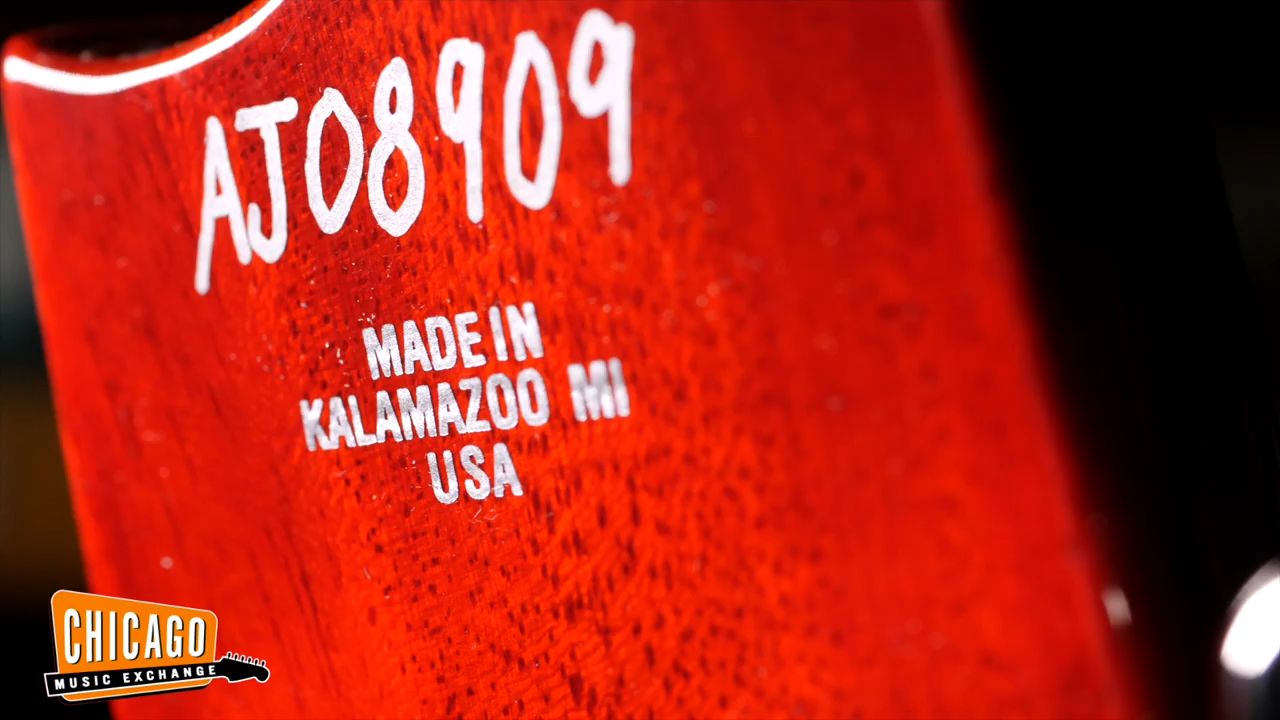 AJ08909
MADE IN
KALAMAZOO MI
USA
CHICAGO
MUSIC EXCHANGE